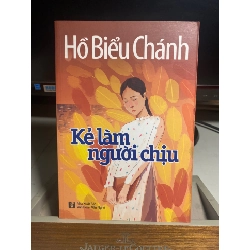 Hồ Biểu Chánh
Kẻ làm
người chịu